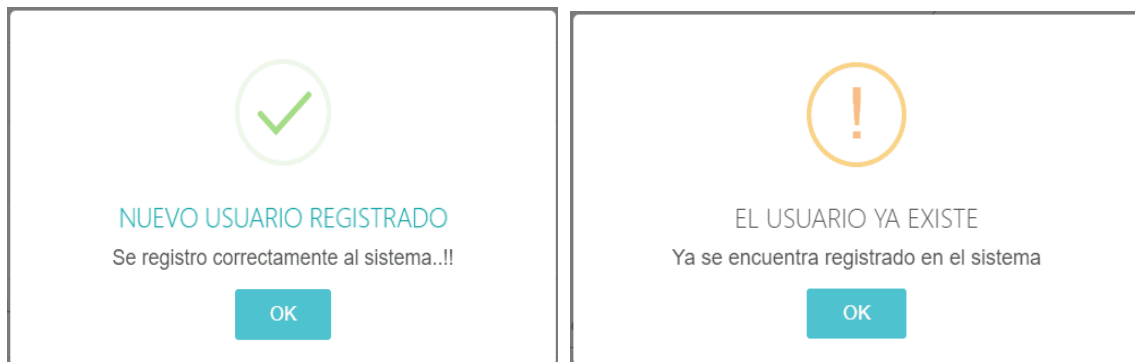 NUEVO USUARIO REGISTRADO
Se registro correctamente al sistema..!!
OK
!
EL USUARIO YA EXISTE
Ya se encuentra registrado en el sistema
OK